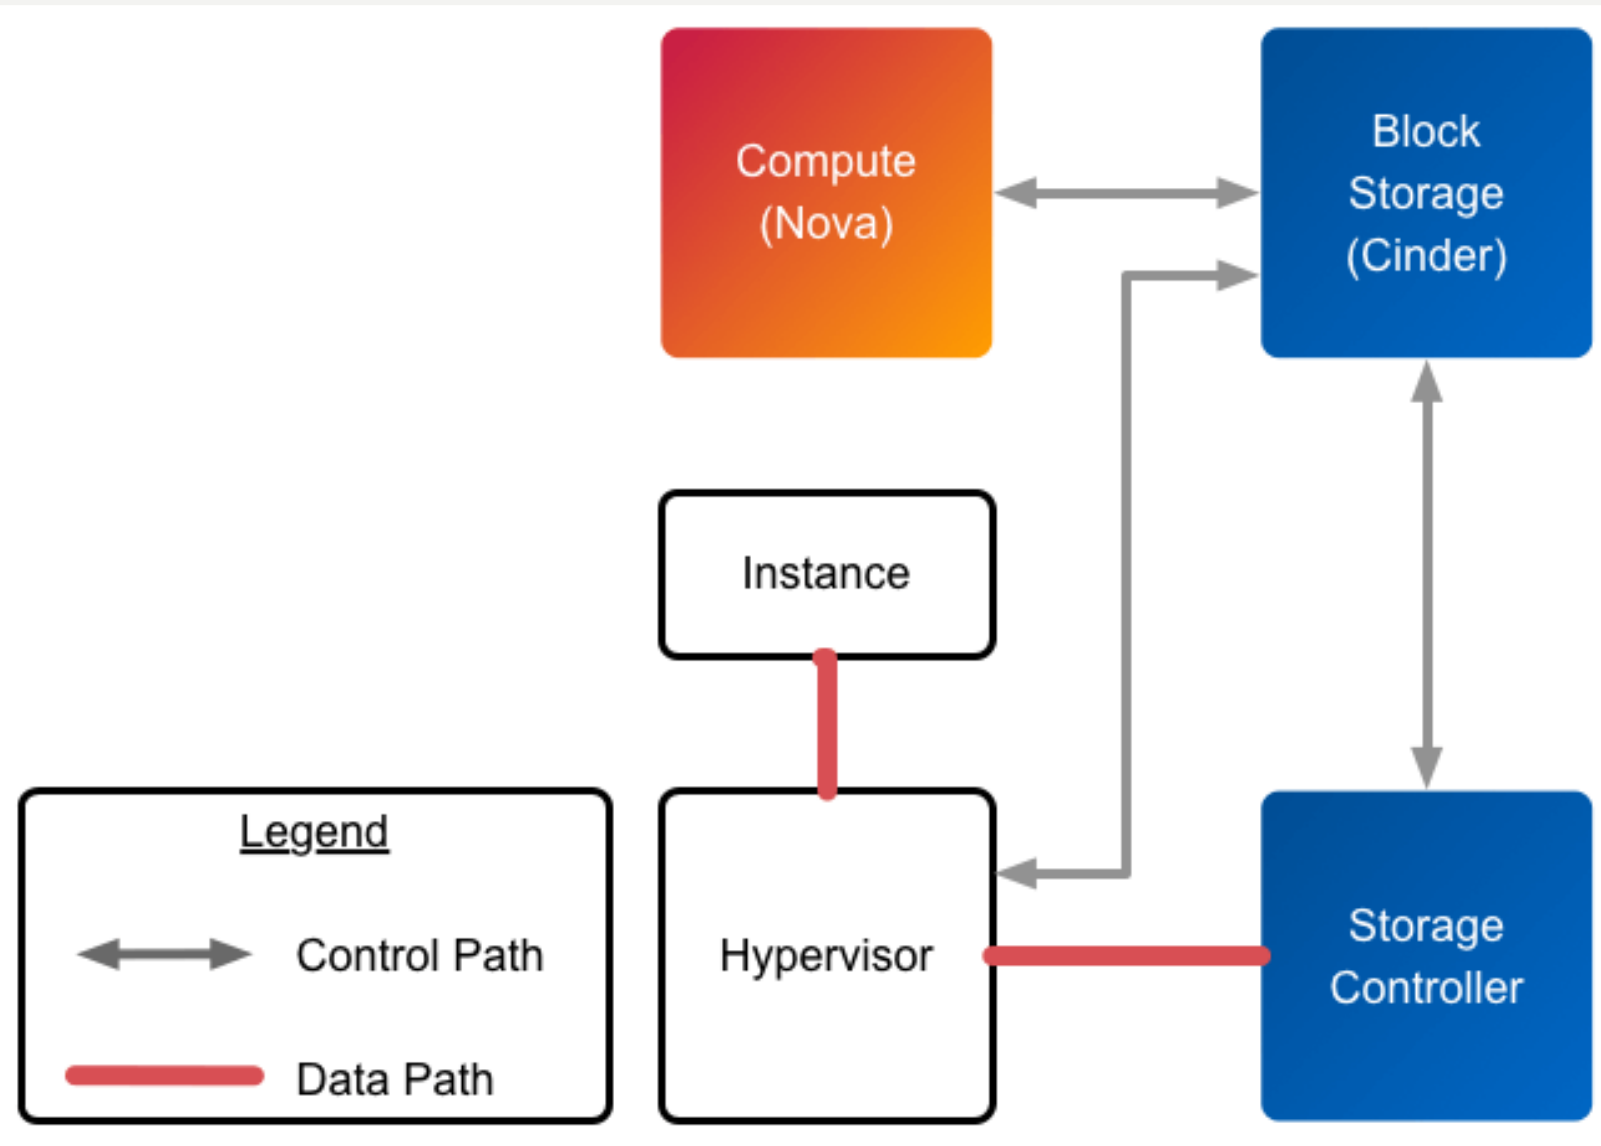 Compute
(Nova)
Block
Storage
(Cinder)
Instance
Legend
Control Path
Data Path
Hypervisor
Storage
Controller